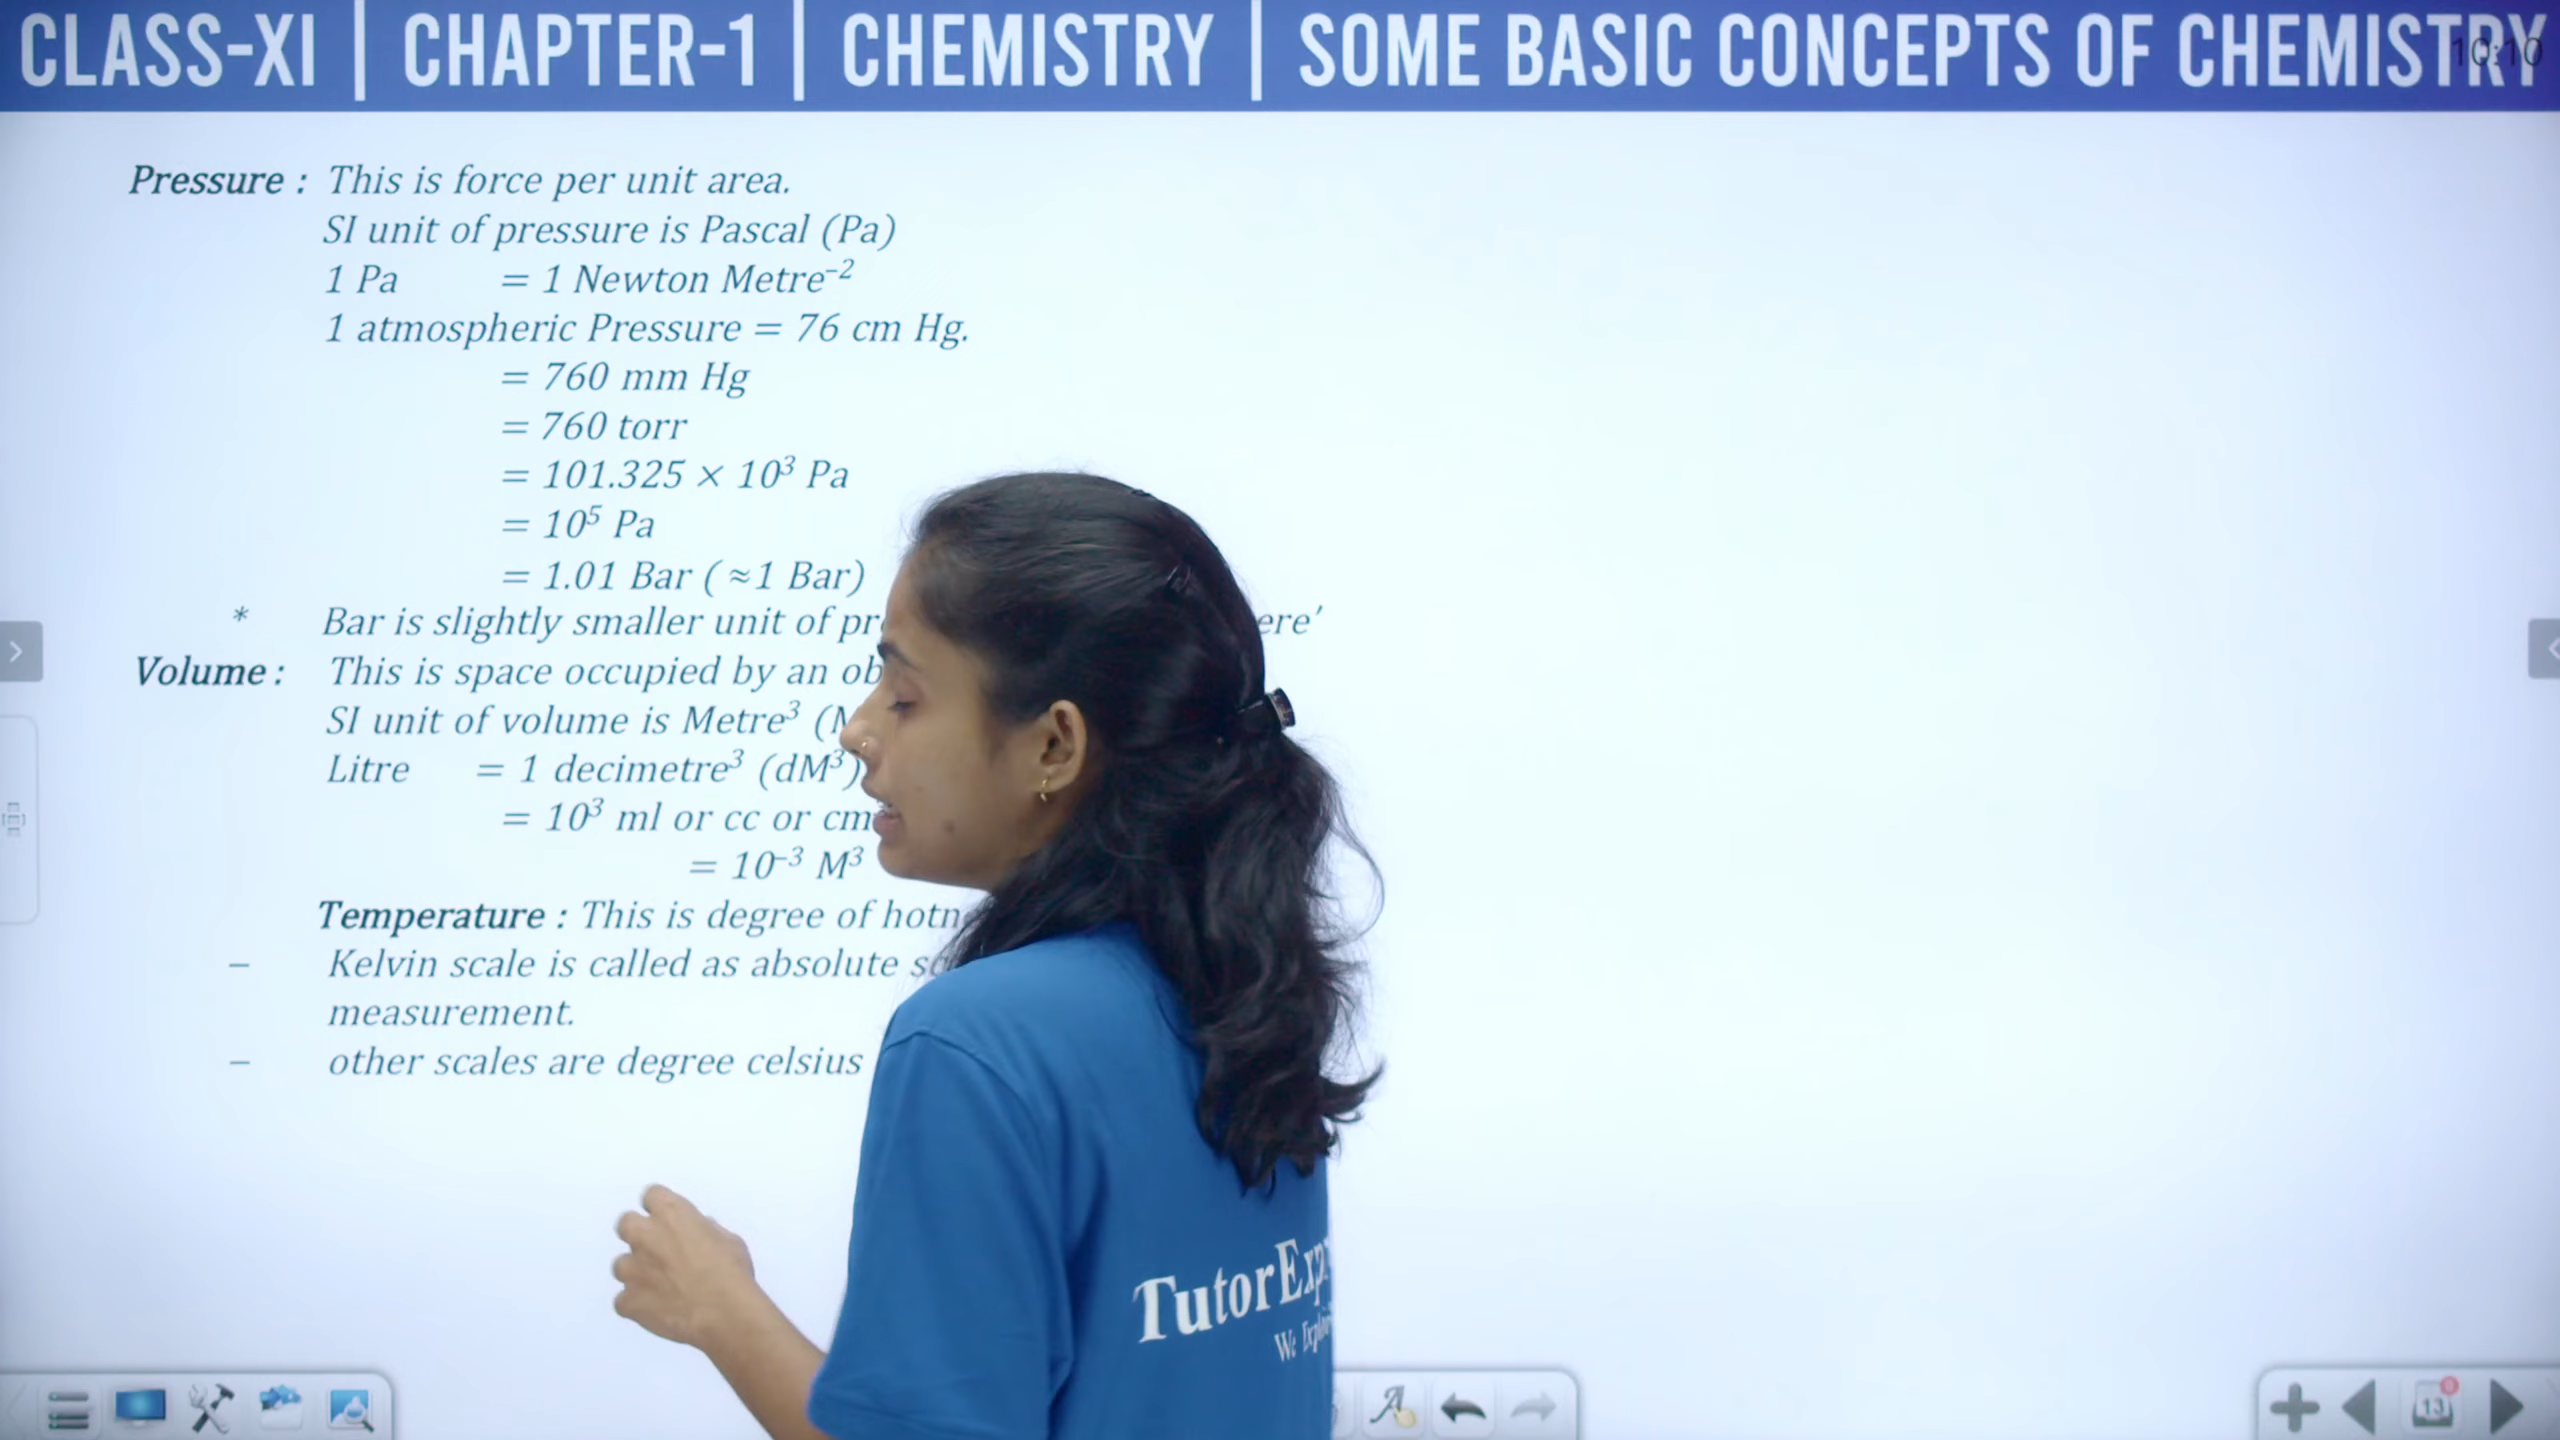 CLASS-XI | CHAPTER-1 | CHEMISTRY | SOME BASIC CONCEPTS OF CHEMISTRY
10:10
Pressure : This is force per unit area.
SI unit of pressure is Pascal (Pa)
1 Pa = 1 Newton Metre⁻²
1 atmospheric Pressure = 76 cm Hg.
= 760 mm Hg
= 760 torr
= 101.325 × 10³ Pa
= 10⁵ Pa
= 1.01 Bar (≈1 Bar)
* Bar is slightly smaller unit of
Volume : This is space occupied by an
SI unit of volume is Metre³
Litre = 1 decimetre³ (dM³)
= 10³ ml or cc or cm
= 10⁻³ M³
Temperature : This is degree of
– Kelvin scale is called as absolute
measurement.
– other scales are degree celsius
TutorExp
We
13